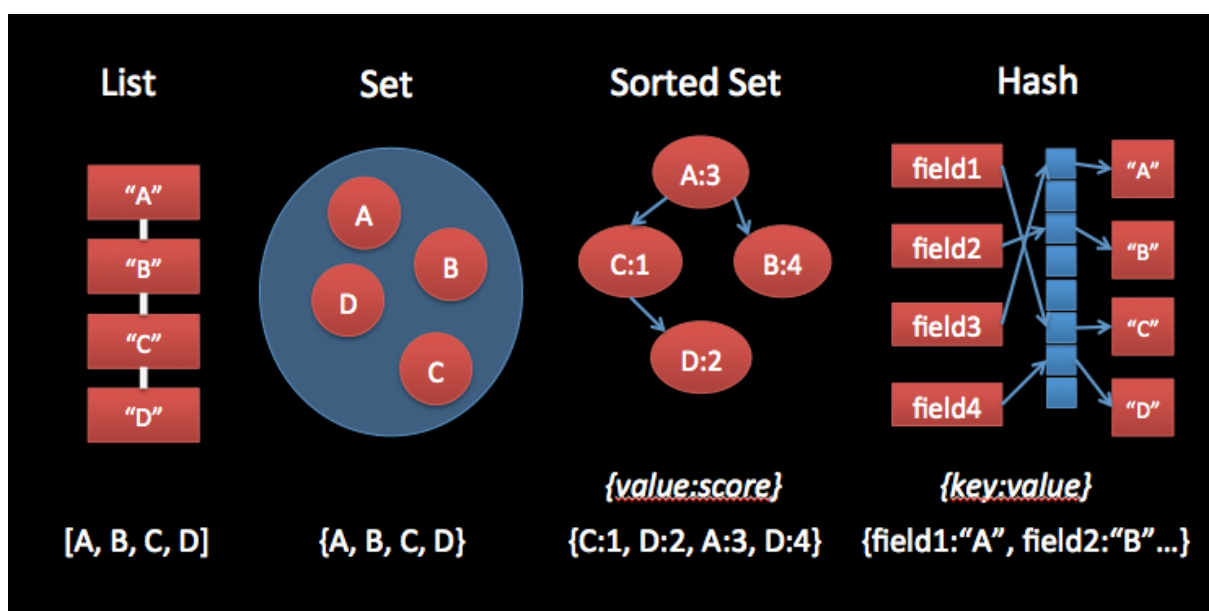 List
“A”
“B”
“C”
“D”
[A, B, C, D]
Set
A
B
D
C
{A, B, C, D}
Sorted Set
A:3
C:1
B:4
D:2
{value:score}
{C:1, D:2, A:3, D:4}
Hash
field1
field2
field3
field4
“A”
“B”
“C”
“D”
{key:value}
{field1:“A”, field2:“B”…}